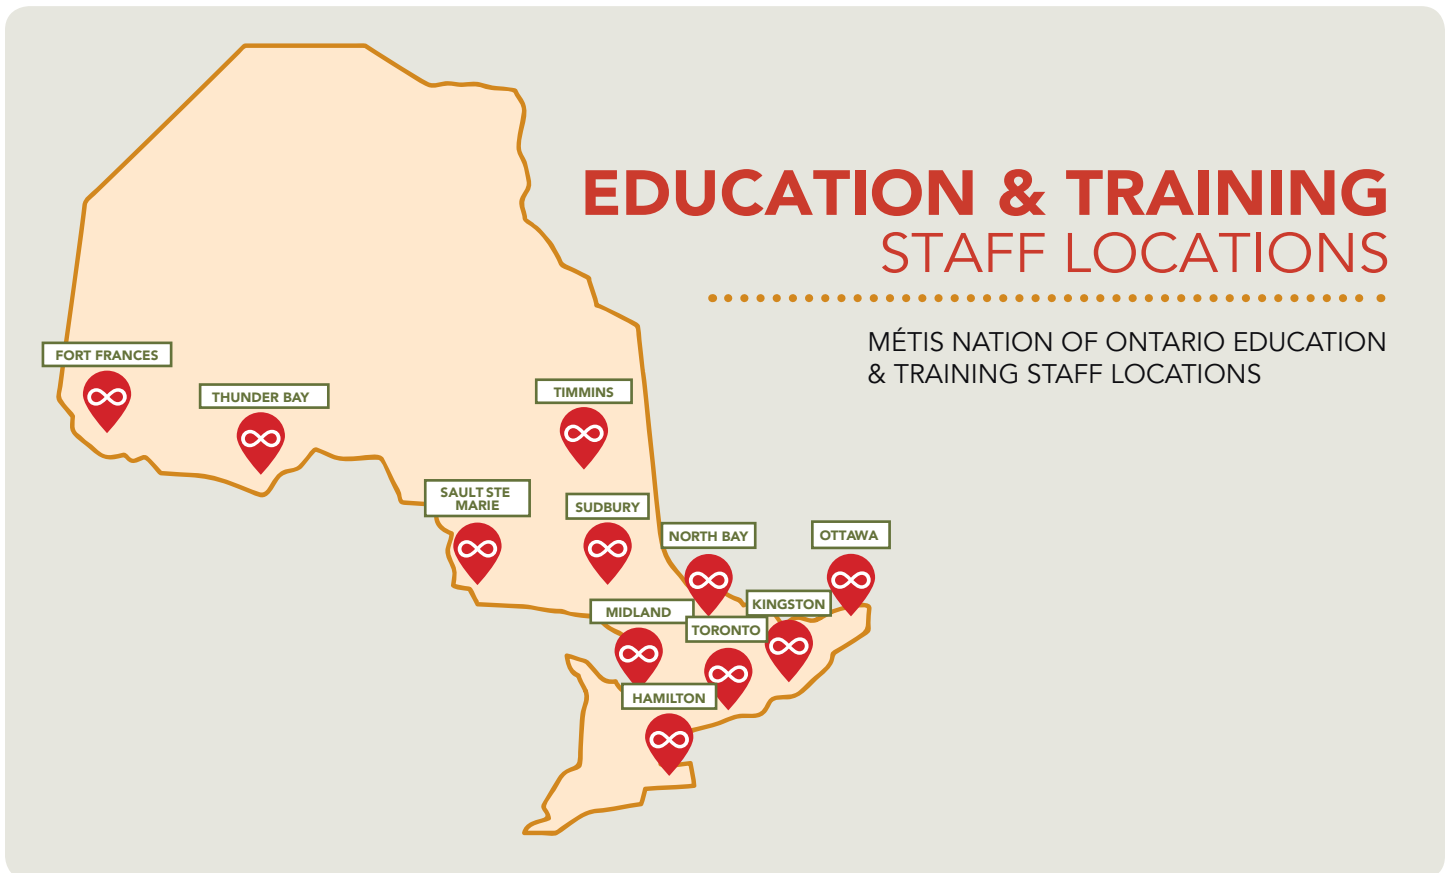 EDUCATION & TRAINING
STAFF LOCATIONS
MÉTIS NATION OF ONTARIO EDUCATION
& TRAINING STAFF LOCATIONS
FORT FRANCES
THUNDER BAY
TIMMINS
SAULT STE
MARIE
SUDBURY
NORTH BAY
OTTAWA
MIDLAND
KINGSTON
TORONTO
HAMILTON